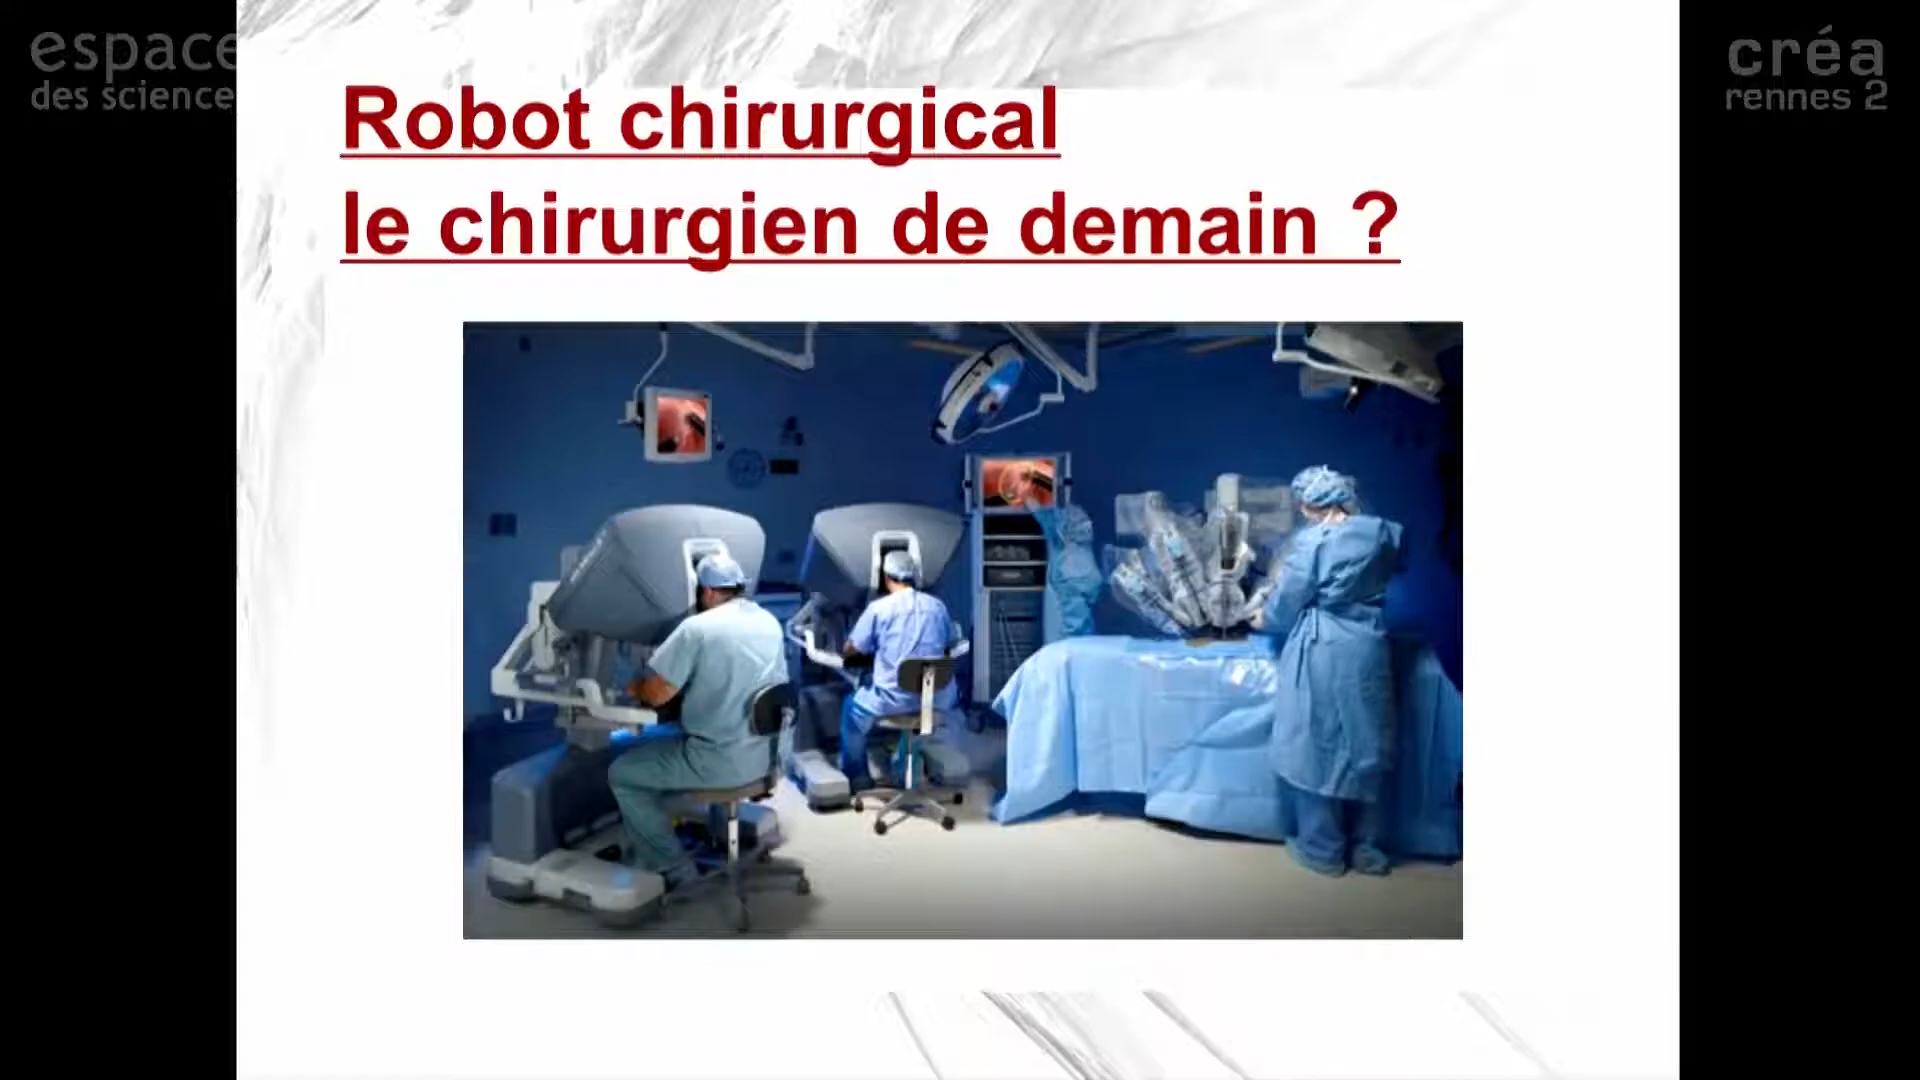 espace
des science
créa
rennes 2
Robot chirurgical
le chirurgien de demain ?